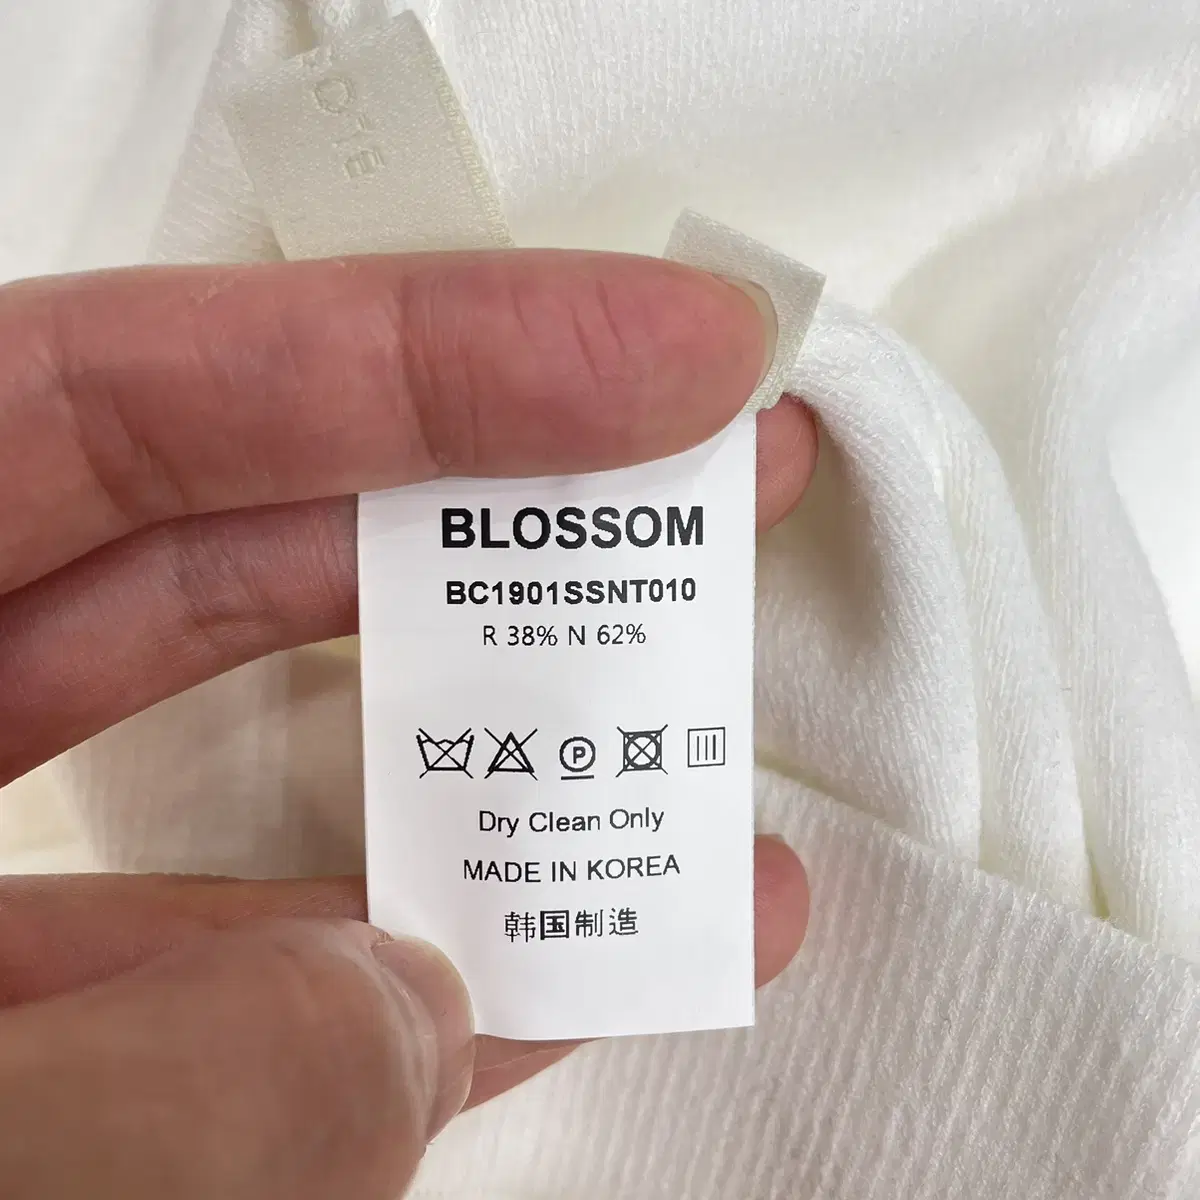 BLOSSOM
BC1901SSNT010
R 38% N 62%
P
Dry Clean Only
MADE IN KOREA
韩国制造